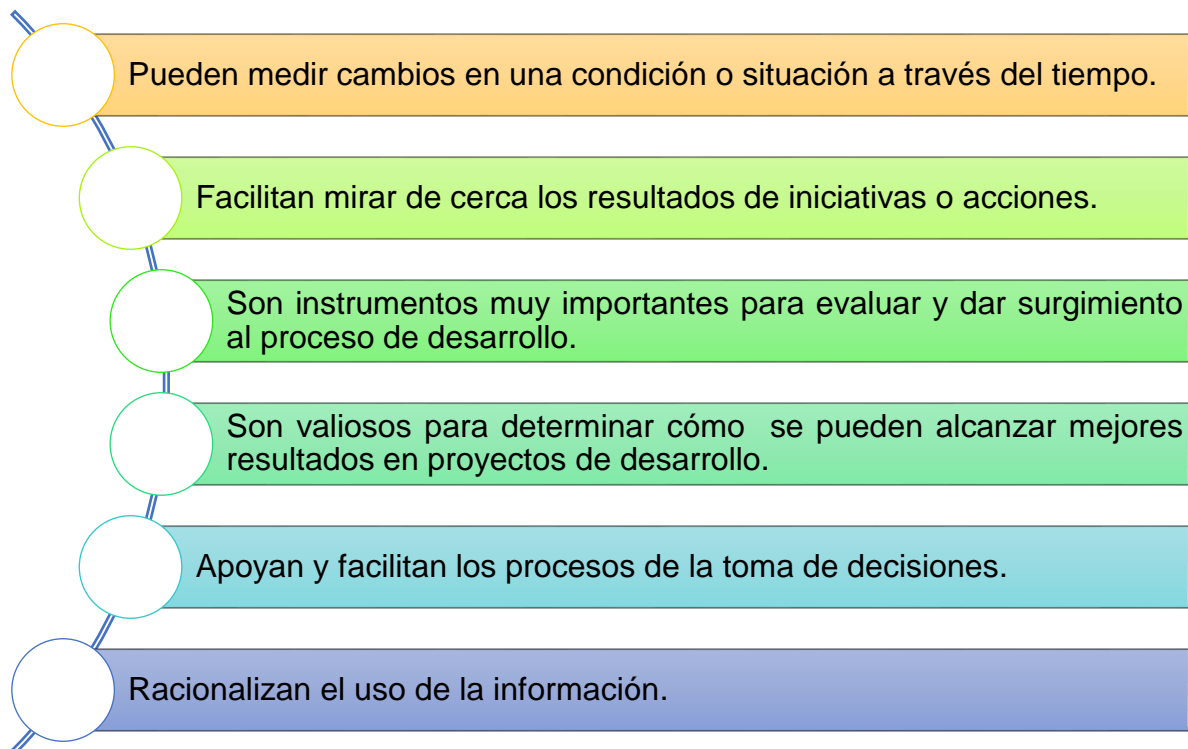 Pueden medir cambios en una condición o situación a través del tiempo.
Facilitan mirar de cerca los resultados de iniciativas o acciones.
Son instrumentos muy importantes para evaluar y dar surgimiento
al proceso de desarrollo.
Son valiosos para determinar cómo  se pueden alcanzar mejores
resultados en proyectos de desarrollo.
Apoyan y facilitan los procesos de la toma de decisiones.
Racionalizan el uso de la información.